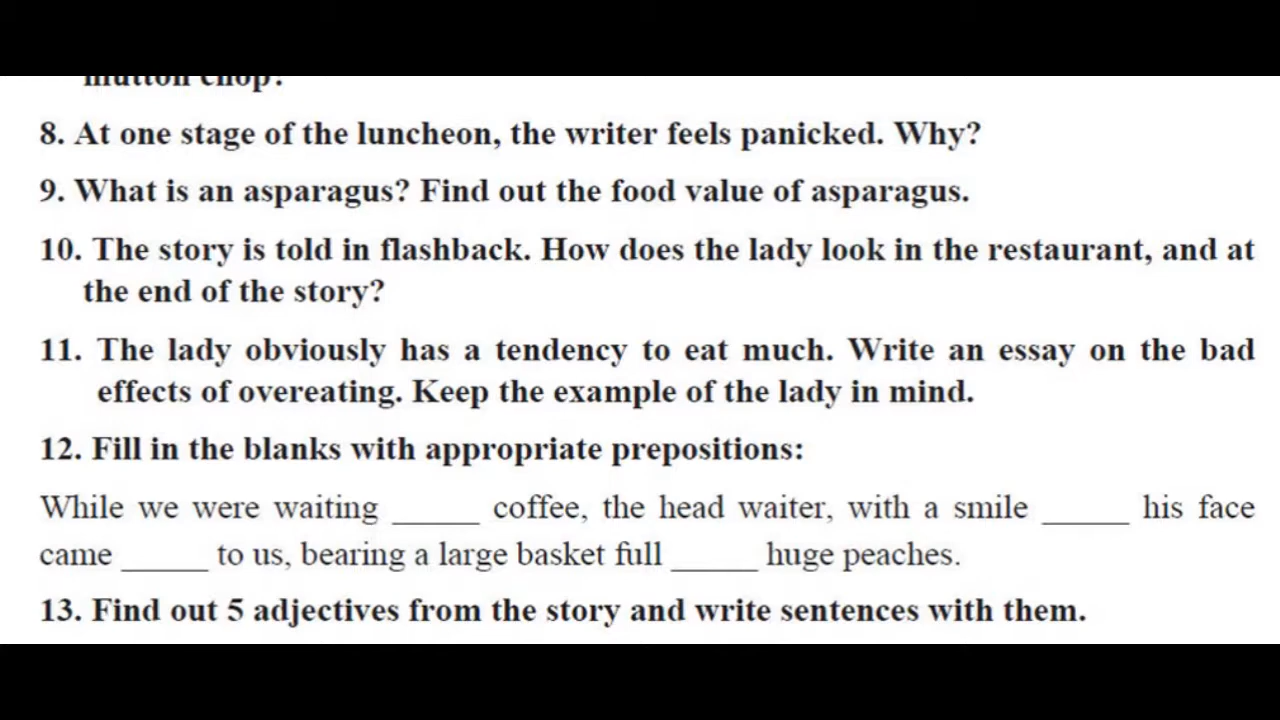 mutton chop?
8. At one stage of the luncheon, the writer feels panicked. Why?
9. What is an asparagus? Find out the food value of asparagus.
10. The story is told in flashback. How does the lady look in the restaurant, and at
the end of the story?
11. The lady obviously has a tendency to eat much. Write an essay on the bad
effects of overeating. Keep the example of the lady in mind.
12. Fill in the blanks with appropriate prepositions:
While we were waiting _____ coffee, the head waiter, with a smile _____ his face
came _____ to us, bearing a large basket full _____ huge peaches.
13. Find out 5 adjectives from the story and write sentences with them.